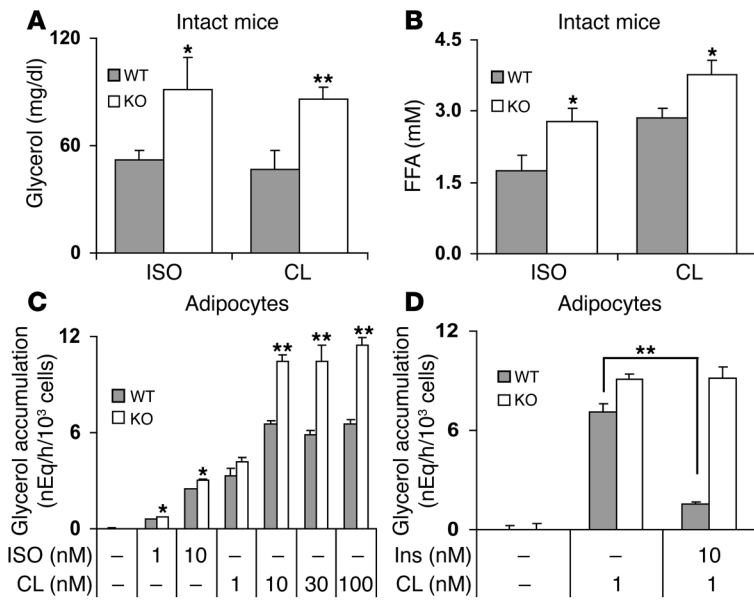 A
Intact mice
Glycerol (mg/dl)
120
60
0
WT
KO
*
**
ISO
CL
B
Intact mice
FFA (mM)
4.5
3.0
1.5
0.0
WT
KO
*
*
ISO
CL
C
Adipocytes
Glycerol accumulation
(nEq/h/10³ cells)
12
6
0
WT
KO
*
*
**
**
**
ISO (nM) – 1 10 – – – –
CL (nM) – – – 1 10 30 100
D
Adipocytes
Glycerol accumulation
(nEq/h/10³ cells)
12
6
0
WT
KO
**
Ins (nM) – – 10
CL (nM) – 1 1